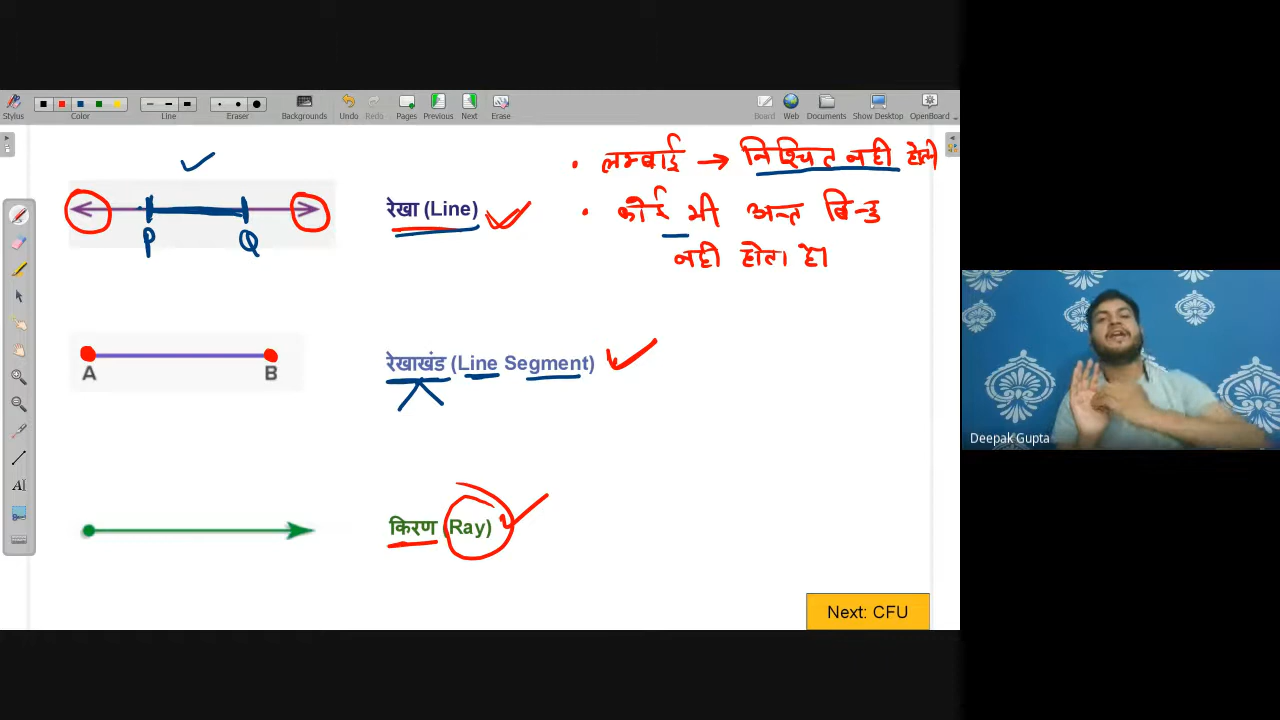 Stylus
Color
Line
Eraser
Backgrounds
Undo
Redo
Pages
Previous
Next
Erase
Board
Web
Documents
Show Desktop
OpenBoard
• लम्बाई → निश्चित नही होती
रेखा (Line)
• कोई भी अन्त बिन्दु
नही होता है।
P Q
रेखाखंड (Line Segment)
A B
Deepak Gupta
किरण (Ray)
Next: CFU